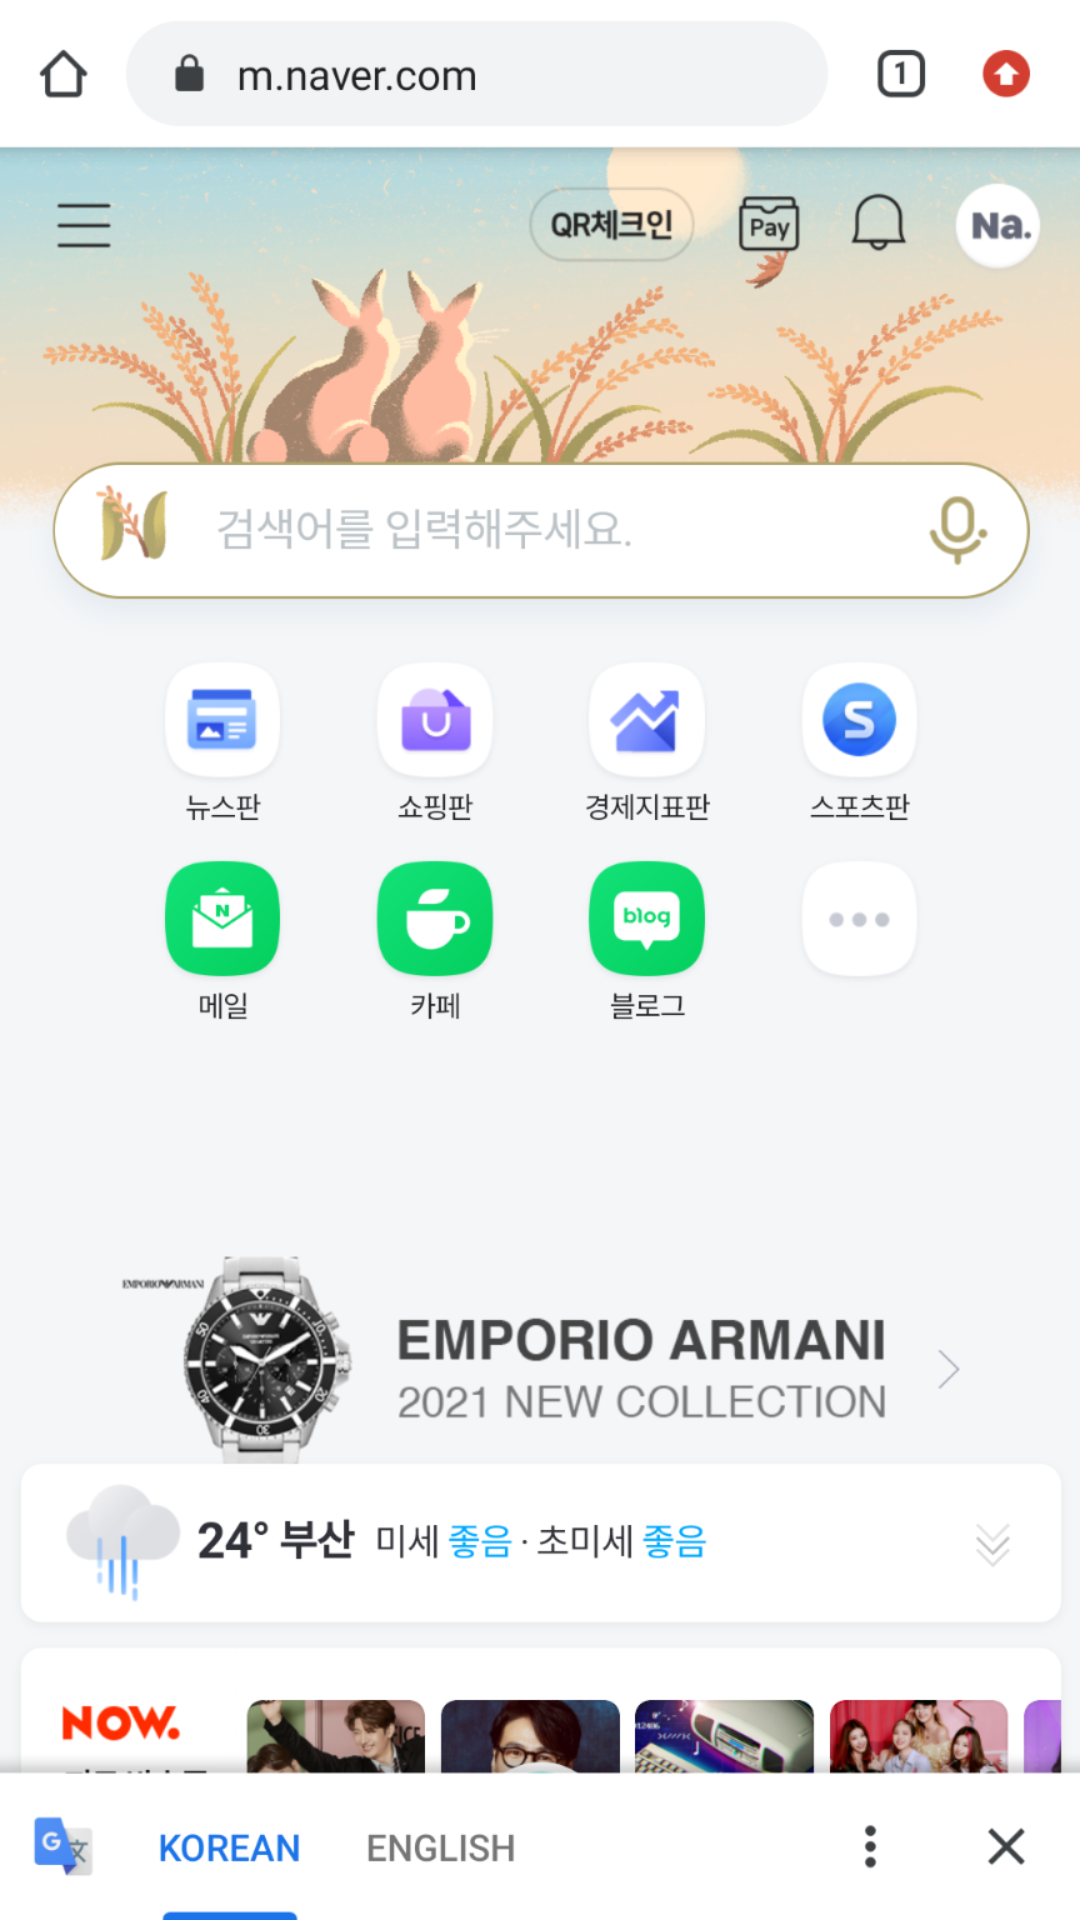 m.naver.com
1
QR체크인
Pay
Na.
검색어를 입력해주세요.
S
뉴스판
쇼핑판
경제지표판
스포츠판
N
blog
메일
카페
블로그
EMPORIO ARMANI
EMPORIO ARMANI
2021 NEW COLLECTION
24° 부산 미세 좋음 · 초미세 좋음
NOW.
G
文
KOREAN
ENGLISH